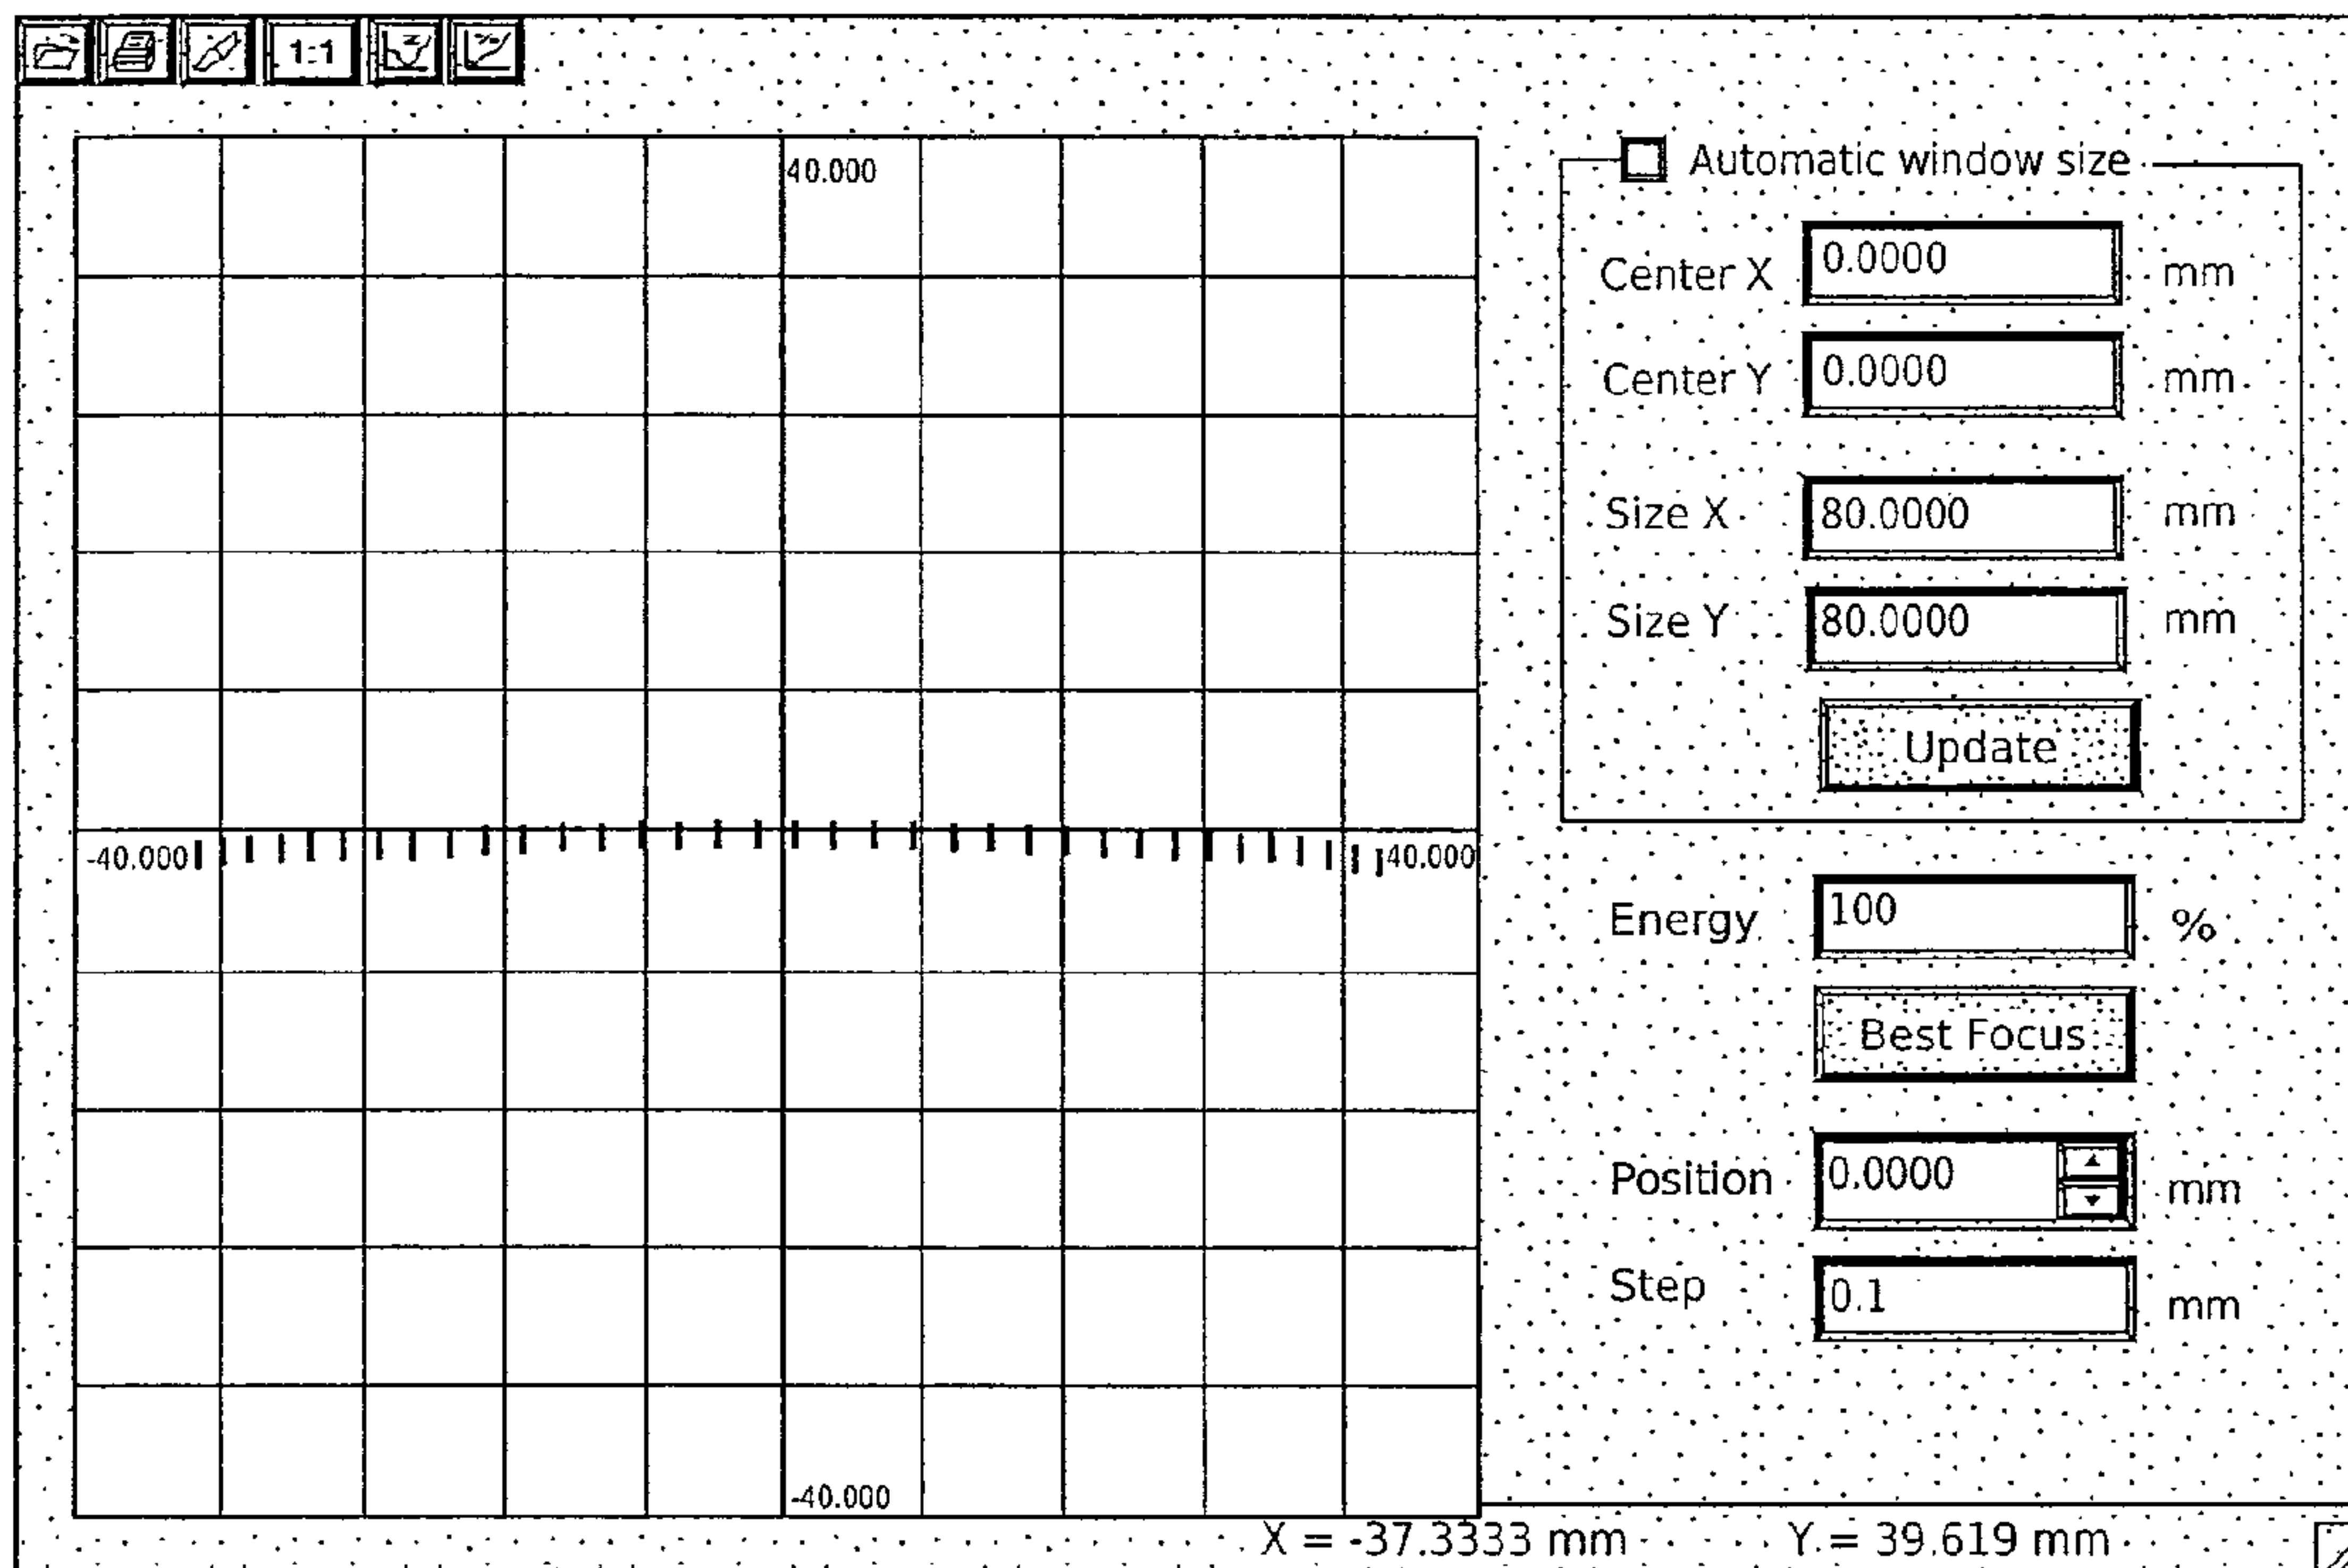 1:1
40.000
-40.000
40.000
-40.000
Automatic window size
Center X 0.0000 mm
Center Y 0.0000 mm
Size X 80.0000 mm
Size Y 80.0000 mm
Update
Energy 100 %
Best Focus
Position 0.0000 mm
Step 0.1 mm
X = -37.3333 mm Y = 39.619 mm